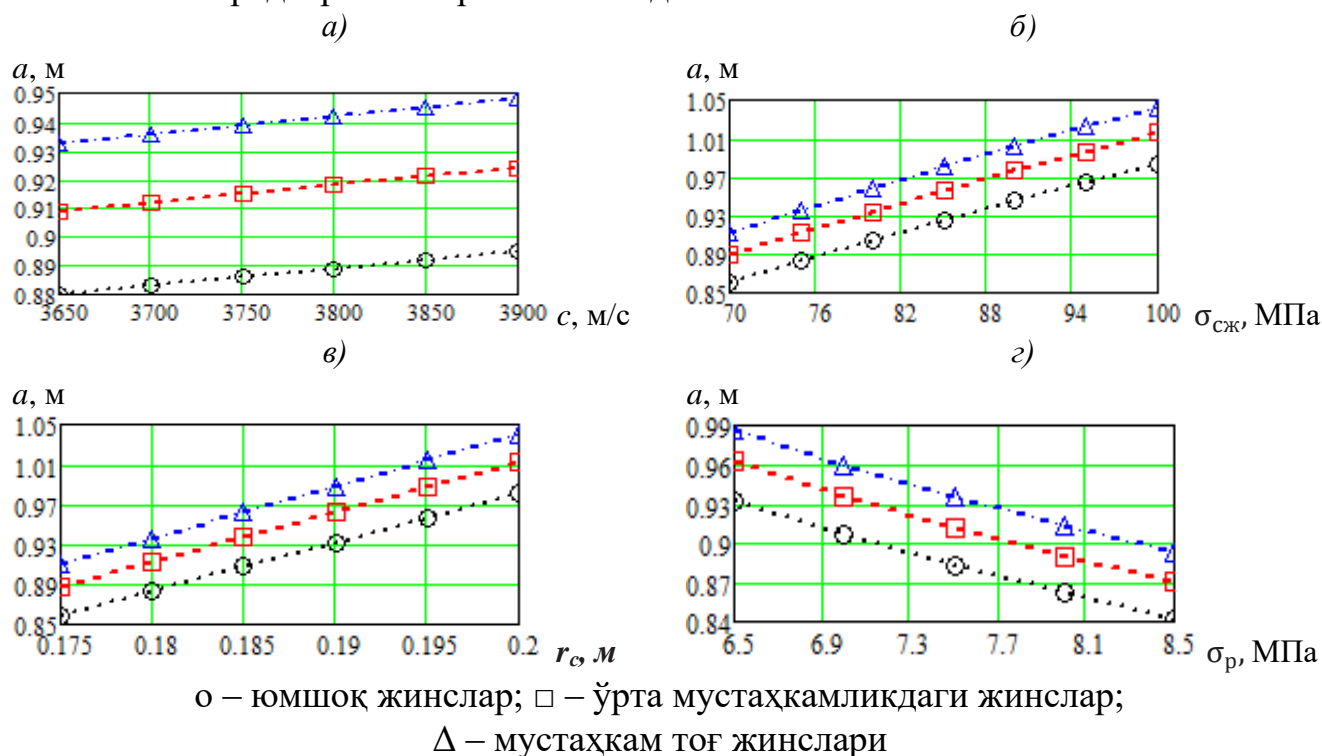 а) б)
а, м а, м
0.95 0.94 0.93 0.92 0.91 0.9 0.89 0.88
3650 3700 3750 3800 3850 3900 с, м/с
1.05 1.01 0.97 0.93 0.89 0.85
70 76 82 88 94 100 σсж, МПа
в) г)
а, м а, м
1.05 1.01 0.97 0.93 0.89 0.85
0.175 0.18 0.185 0.19 0.195 0.2 rс, м
0.99 0.96 0.93 0.9 0.87 0.84
6.5 6.9 7.3 7.7 8.1 8.5 σр, МПа
о – юмшоқ жинслар; □ – ўрта мустаҳкамликдаги жинслар;
Δ – мустаҳкам тоғ жинслари